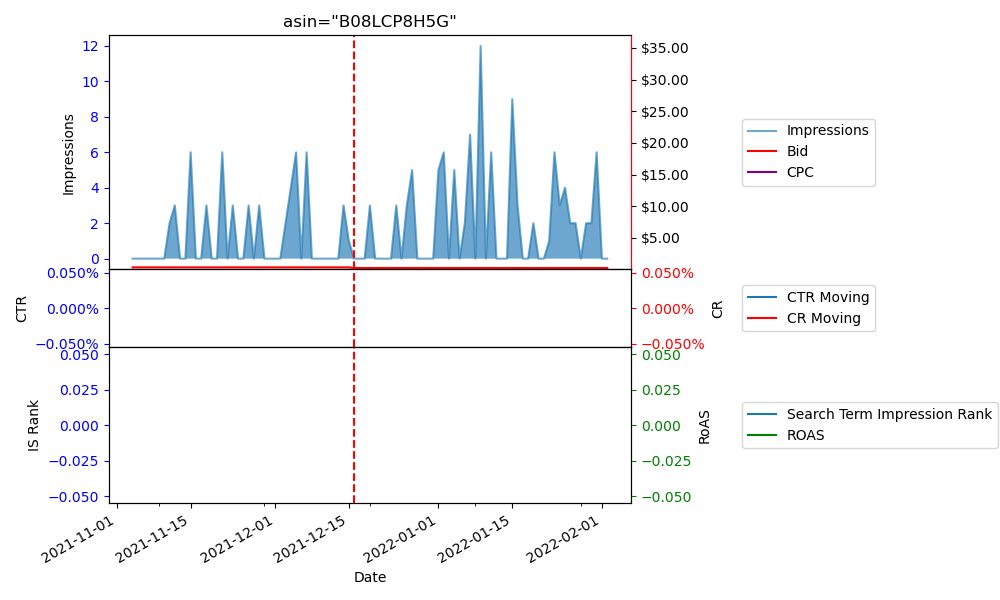 asin="B08LCP8H5G"
12
10
8
6
4
2
0
Impressions
$35.00
$30.00
$25.00
$20.00
$15.00
$10.00
$5.00
Impressions
Bid
CPC
0.050%
0.000%
−0.050%
CTR
0.050%
0.000%
−0.050%
CR
CTR Moving
CR Moving
0.050
0.025
0.000
−0.025
−0.050
IS Rank
0.050
0.025
0.000
−0.025
−0.050
RoAS
Search Term Impression Rank
ROAS
2021-11-01
2021-11-15
2021-12-01
2021-12-15
2022-01-01
2022-01-15
2022-02-01
Date